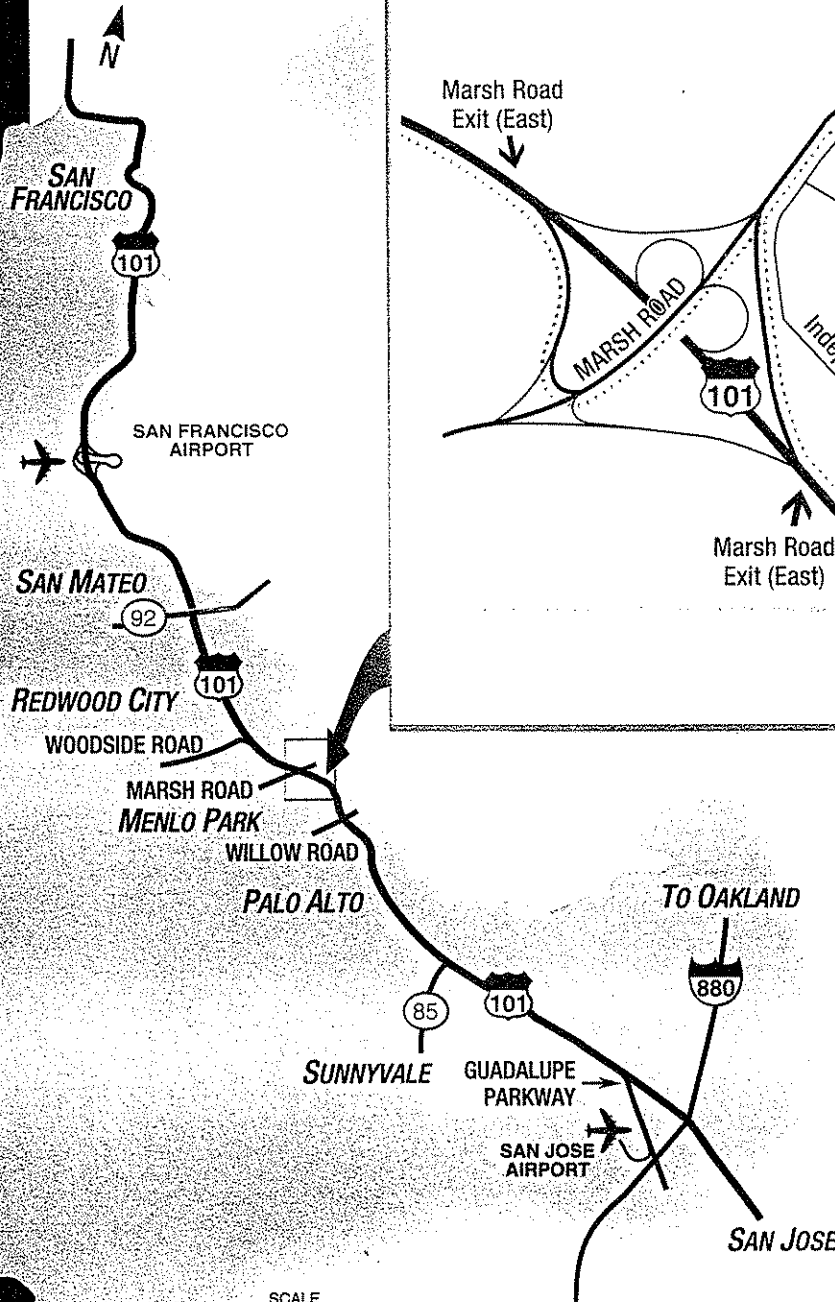 N
Marsh Road
Exit (East)
SAN
FRANCISCO
101
MARSH ROAD
101
SAN FRANCISCO
AIRPORT
Marsh Road
Exit (East)
SAN MATEO
92
101
REDWOOD CITY
WOODSIDE ROAD
MARSH ROAD
MENLO PARK
WILLOW ROAD
PALO ALTO
TO OAKLAND
880
85
101
SUNNYVALE
GUADALUPE
PARKWAY
SAN JOSE
AIRPORT
SAN JOSE
SCALE